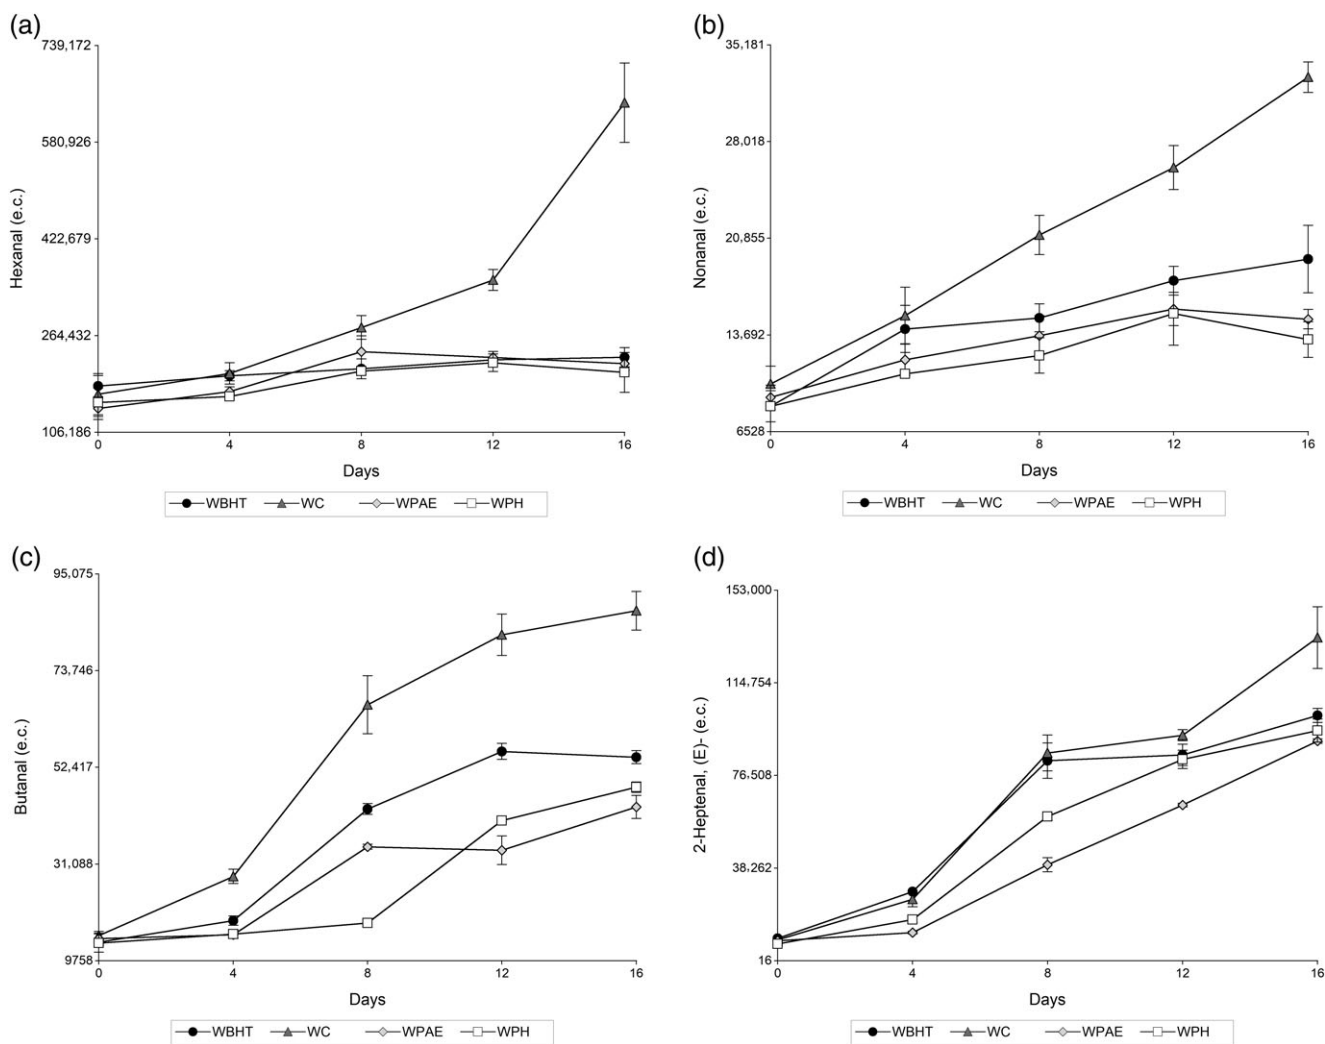 (a)
739,172
580,926
422,679
264,432
106,186
Hexanal (e.c.)
0 4 8 12 16
Days
WBHT WC WPAE WPH
(b)
35,181
28,018
20,855
13,692
6528
Nonanal (e.c.)
0 4 8 12 16
Days
WBHT WC WPAE WPH
(c)
95,075
73,746
52,417
31,088
9758
Butanal (e.c.)
0 4 8 12 16
Days
WBHT WC WPAE WPH
(d)
153,000
114,754
76,508
38,262
16
2-Heptenal, (E)- (e.c.)
0 4 8 12 16
Days
WBHT WC WPAE WPH